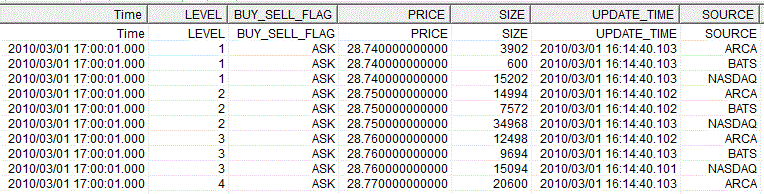 Time LEVEL BUY_SELL_FLAG PRICE SIZE UPDATE_TIME SOURCE
Time LEVEL BUY_SELL_FLAG PRICE SIZE UPDATE_TIME SOURCE
2010/03/01 17:00:01.000 1 ASK 28.740000000000 3902 2010/03/01 16:14:40.103 ARCA
2010/03/01 17:00:01.000 1 ASK 28.740000000000 600 2010/03/01 16:14:40.103 BATS
2010/03/01 17:00:01.000 1 ASK 28.740000000000 15202 2010/03/01 16:14:40.103 NASDAQ
2010/03/01 17:00:01.000 2 ASK 28.750000000000 14994 2010/03/01 16:14:40.102 ARCA
2010/03/01 17:00:01.000 2 ASK 28.750000000000 7572 2010/03/01 16:14:40.102 BATS
2010/03/01 17:00:01.000 2 ASK 28.750000000000 34968 2010/03/01 16:14:40.103 NASDAQ
2010/03/01 17:00:01.000 3 ASK 28.760000000000 12498 2010/03/01 16:14:40.102 ARCA
2010/03/01 17:00:01.000 3 ASK 28.760000000000 9694 2010/03/01 16:14:40.103 BATS
2010/03/01 17:00:01.000 3 ASK 28.760000000000 15094 2010/03/01 16:14:40.101 NASDAQ
2010/03/01 17:00:01.000 4 ASK 28.770000000000 20600 2010/03/01 16:14:40.103 ARCA